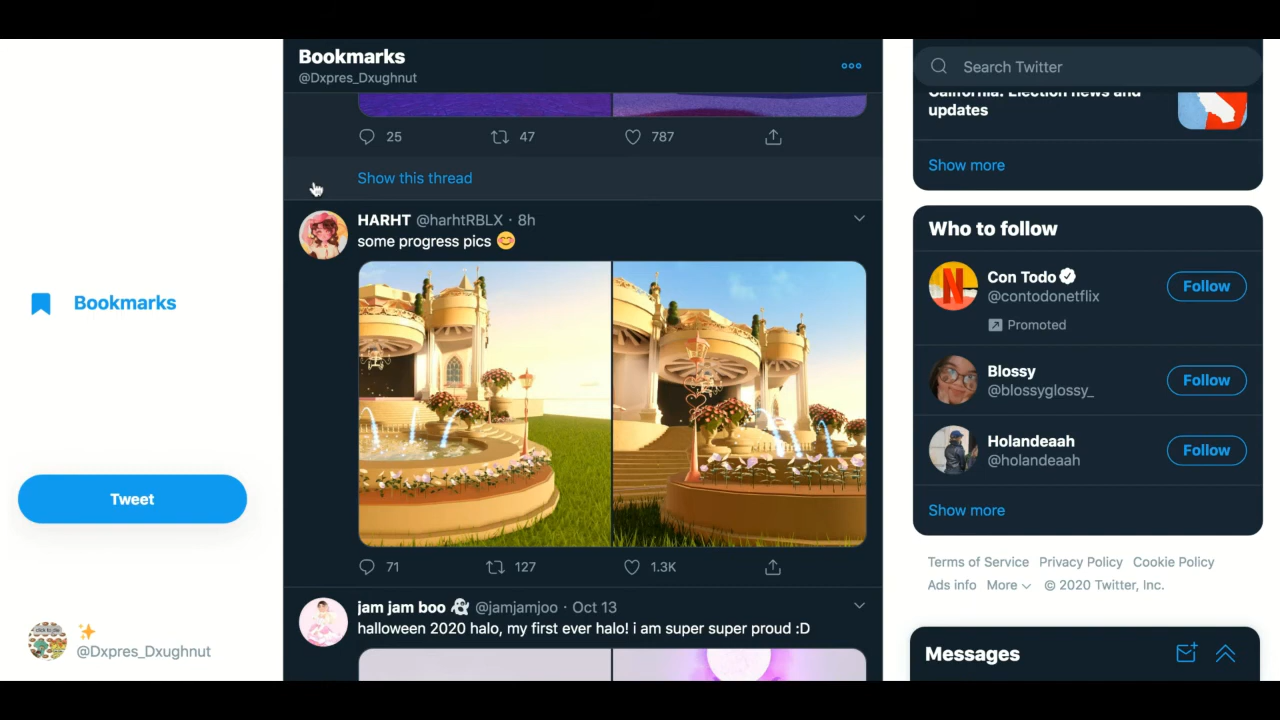 Bookmarks
@Dxpres_Dxughnut
25 47 787
Show this thread
HARHT @harhtRBLX · 8h
some progress pics 😊
71 127 1.3K
jam jam boo 👻 @jamjamjoo · Oct 13
halloween 2020 halo, my first ever halo! i am super super proud :D
Bookmarks
Tweet
✨
@Dxpres_Dxughnut
Search Twitter
California: Election news and
updates
Show more
Who to follow
Con Todo
@contodonetflix
Promoted
Follow
Blossy
@blossyglossy_
Follow
Holandeaah
@holandeaah
Follow
Show more
Terms of Service Privacy Policy Cookie Policy
Ads info More © 2020 Twitter, Inc.
Messages